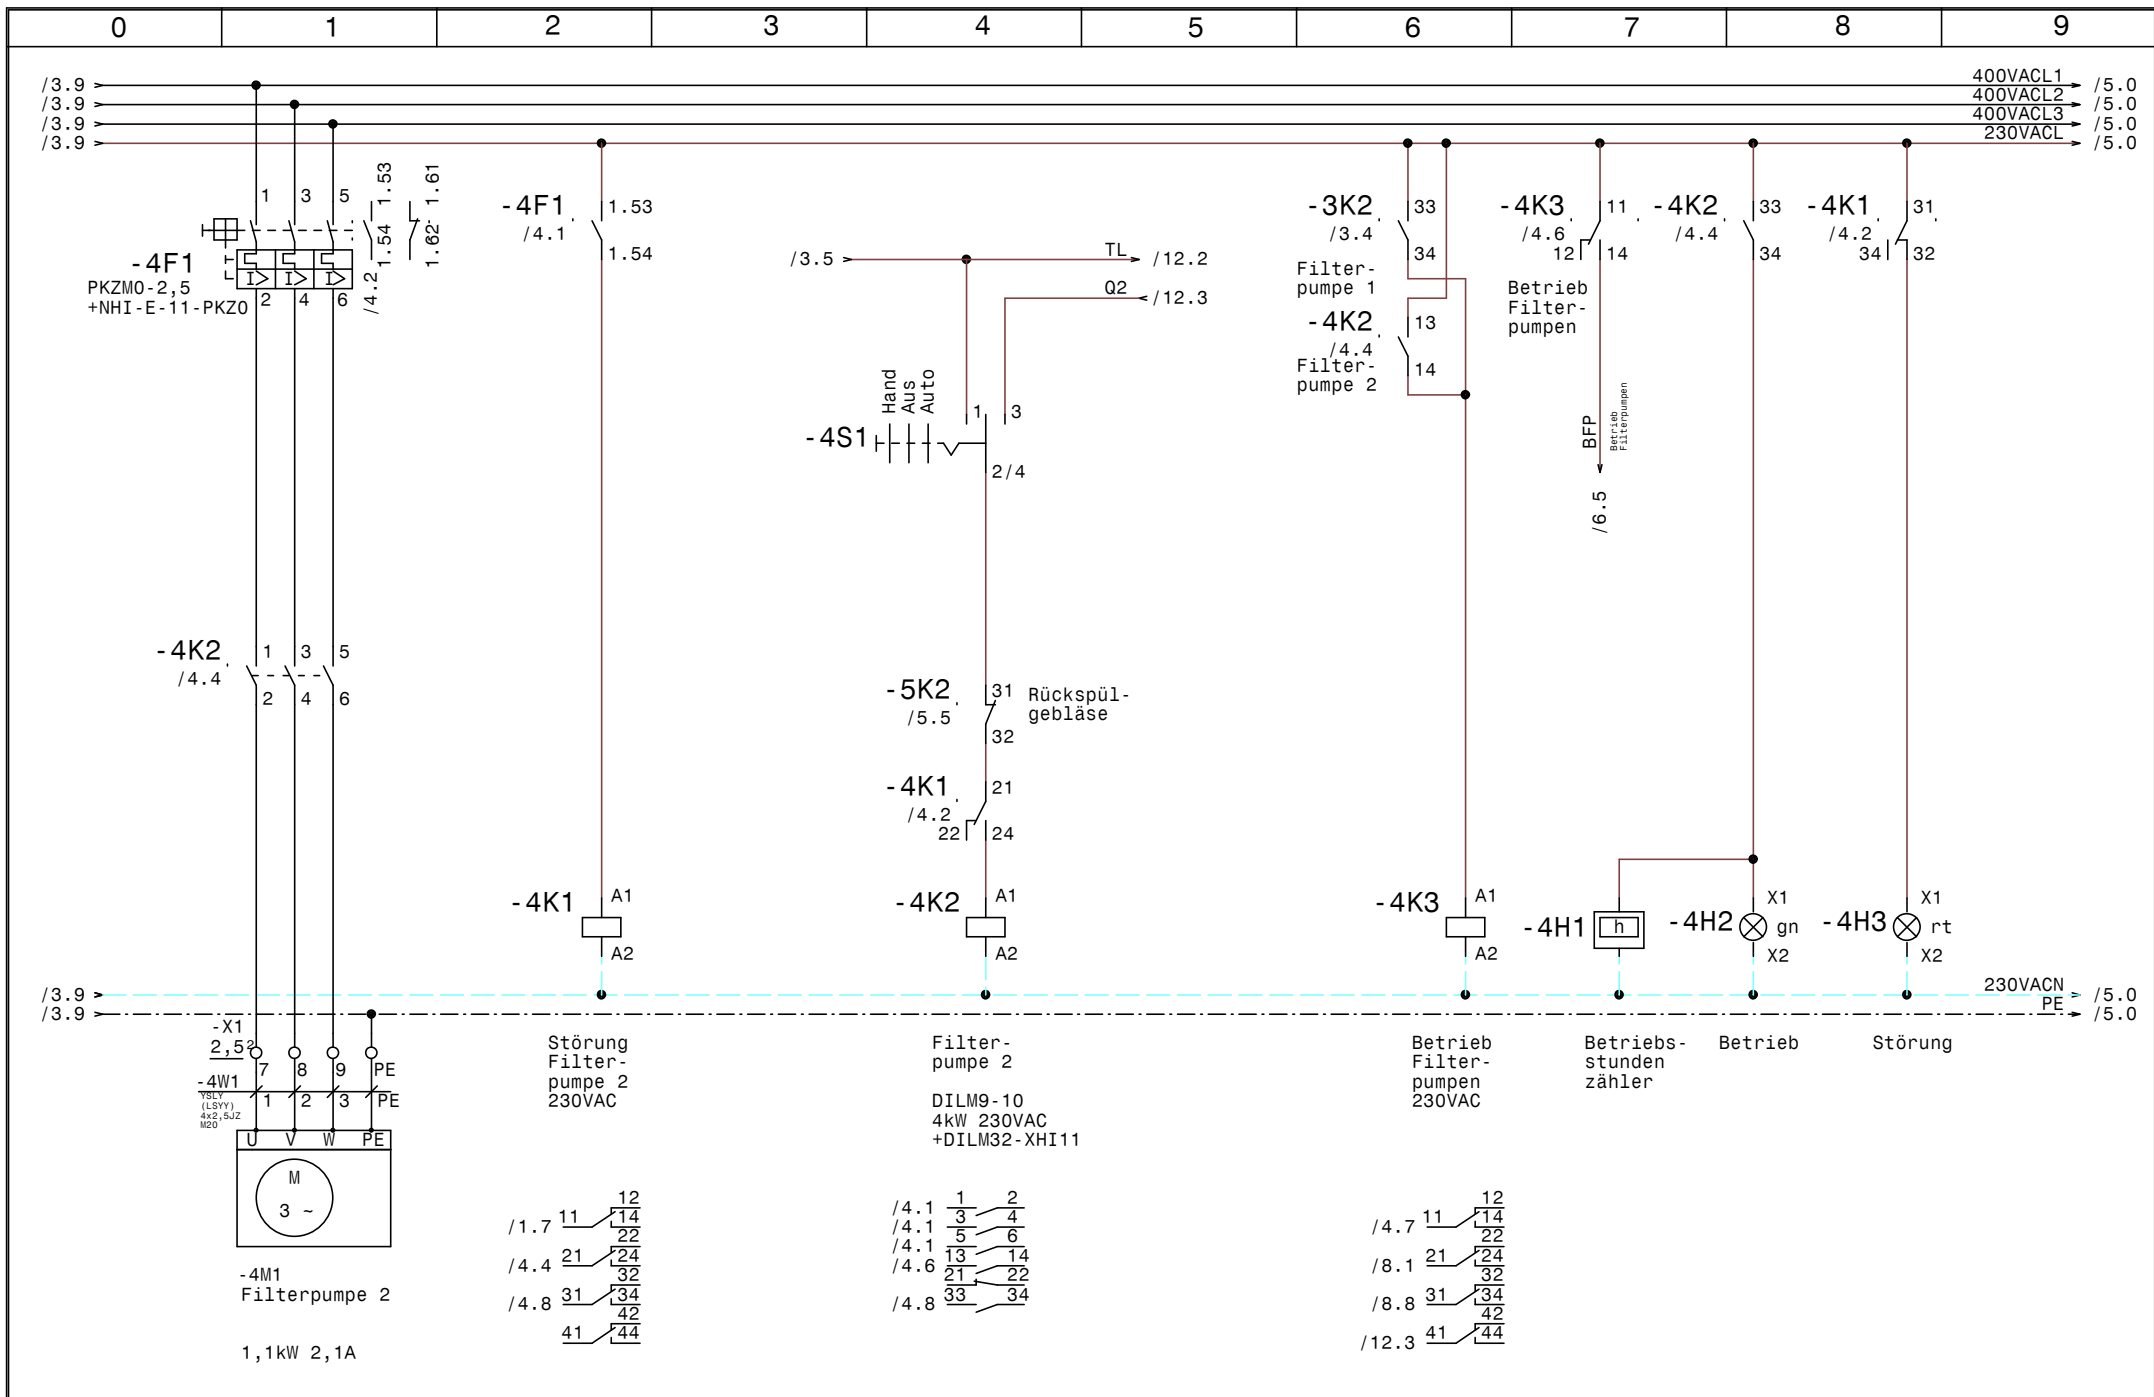 0 1 2 3 4 5 6 7 8 9
/3.9 400VACL1 /5.0
/3.9 400VACL2 /5.0
/3.9 400VACL3 /5.0
/3.9 230VACL /5.0
1 3 5
1.53
1.61
1.54
1.62
/4.2
-4F1
PKZM0-2,5
+NHI-E-11-PKZ0
2 4 6
-4F1
/4.1
1.53
1.54
/3.5 TL /12.2
Q2 /12.3
Hand
Aus
Auto
1 3
-4S1
2/4
-3K2
/3.4
33
34
Filter-
pumpe 1
-4K2
/4.4
13
14
Filter-
pumpe 2
-4K3
/4.6
11
12 14
Betrieb
Filter-
pumpen
BFP
Betrieb
Filterpumpen
/6.5
-4K2
/4.4
33
34
-4K1
/4.2
31
34 32
-4K2
/4.4
1 3 5
2 4 6
-5K2
/5.5
31
32
Rückspül-
gebläse
-4K1
/4.2
21
22 24
-4K1
A1
A2
-4K2
A1
A2
-4K3
A1
A2
-4H1
h
-4H2
X1
gn
X2
-4H3
X1
rt
X2
/3.9 230VACN /5.0
/3.9 PE /5.0
-X1
2,5²
7 8 9 PE
-4W1
YSLY
(LSYY)
4x2,5JZ
M20
1 2 3 PE
U V W PE
M
3 ~
-4M1
Filterpumpe 2
1,1kW 2,1A
Störung
Filter-
pumpe 2
230VAC
Filter-
pumpe 2
DILM9-10
4kW 230VAC
+DILM32-XHI11
Betrieb
Filter-
pumpen
230VAC
Betriebs-
stunden
zähler
Betrieb
Störung
12
/1.7 11 14
22
/4.4 21 24
32
/4.8 31 34
42
41 44
/4.1 1 2
/4.1 3 4
/4.1 5 6
/4.6 13 14
21 22
/4.8 33 34
12
/4.7 11 14
22
/8.1 21 24
32
/8.8 31 34
42
/12.3 41 44